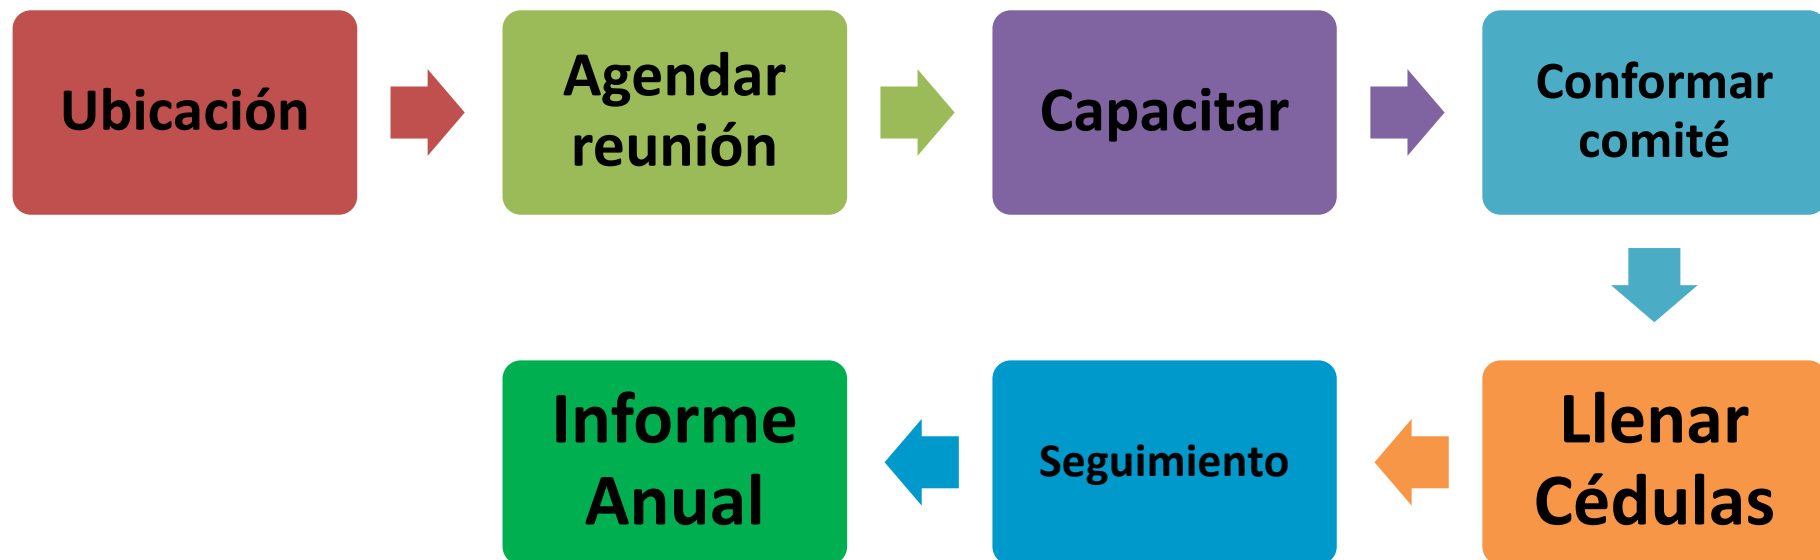 Ubicación
Agendar
reunión
Capacitar
Conformar
comité
Llenar
Cédulas
Seguimiento
Informe
Anual